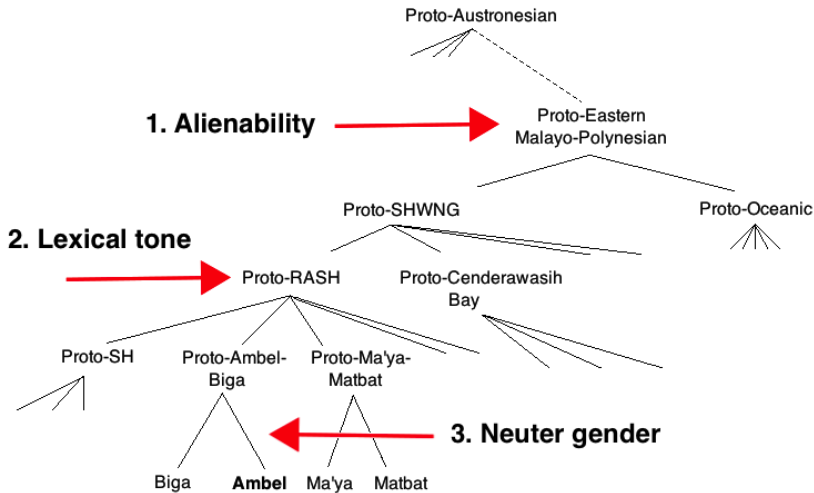 Proto-Austronesian
1. Alienability
Proto-Eastern
Malayo-Polynesian
Proto-SHWNG
Proto-Oceanic
2. Lexical tone
Proto-RASH
Proto-Cenderawasih
Bay
Proto-SH
Proto-Ambel-
Biga
Proto-Ma'ya-
Matbat
3. Neuter gender
Biga
Ambel
Ma'ya
Matbat